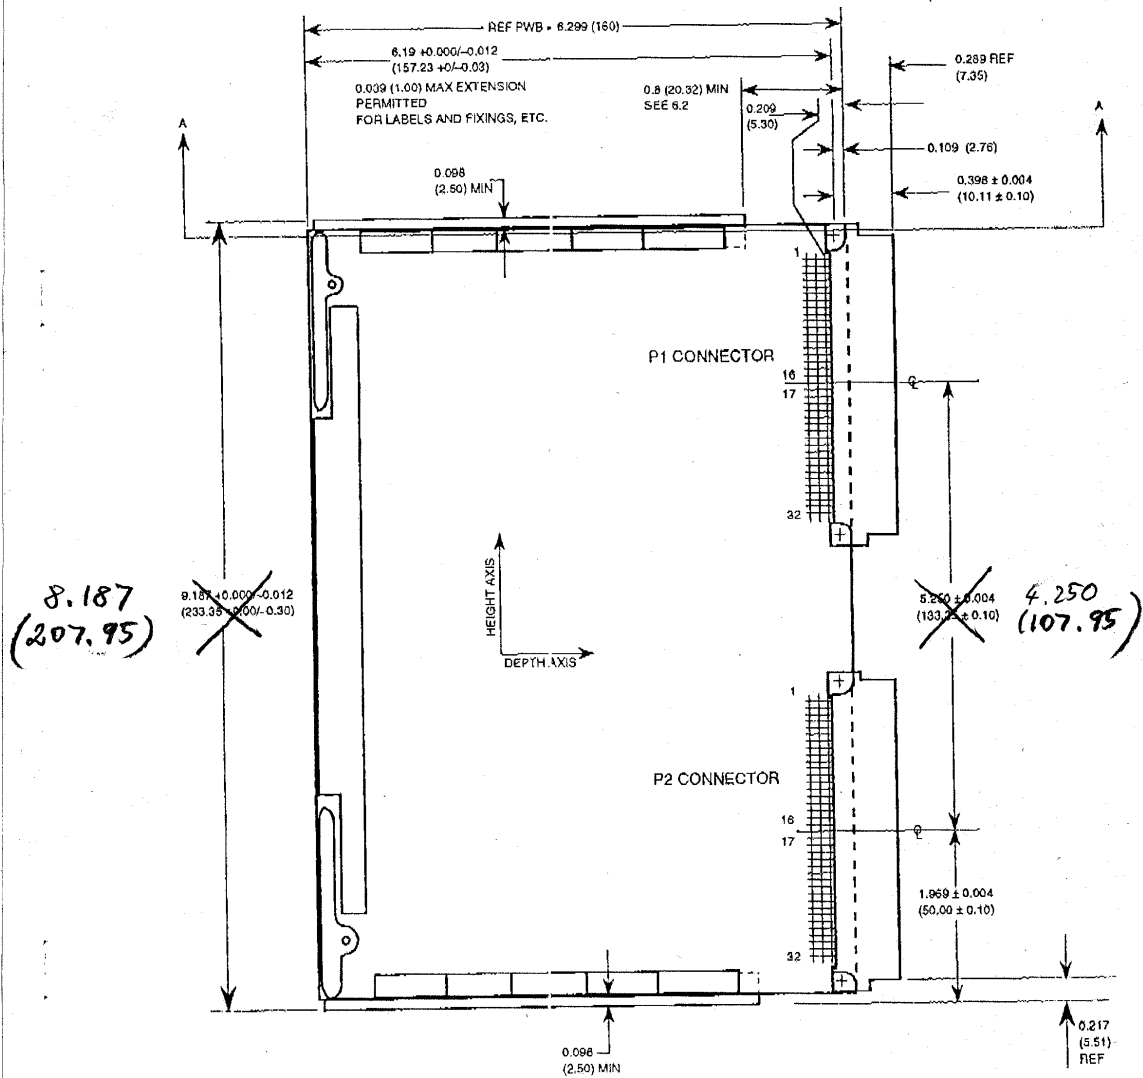 REF PWB = 6.299 (160)
6.19 +0.000/-0.012
(157.23 +0/-0.03)
0.039 (1.00) MAX EXTENSION
PERMITTED
FOR LABELS AND FIXINGS, ETC.
0.8 (20.32) MIN
SEE 6.2
0.209
(5.30)
0.289 REF
(7.35)
0.109 (2.76)
0.398 ± 0.004
(10.11 ± 0.10)
A
A
0.098
(2.50) MIN
1
P1 CONNECTOR
16
17
32
HEIGHT AXIS
DEPTH AXIS
8.187
(207.95)
9.187 +0.000/-0.012
(233.35 +0.00/-0.30)
5.250 ± 0.004
(133.35 ± 0.10)
4.250
(107.95)
1
P2 CONNECTOR
16
17
32
1.969 ± 0.004
(50.00 ± 0.10)
0.098
(2.50) MIN
0.217
(5.51)
REF